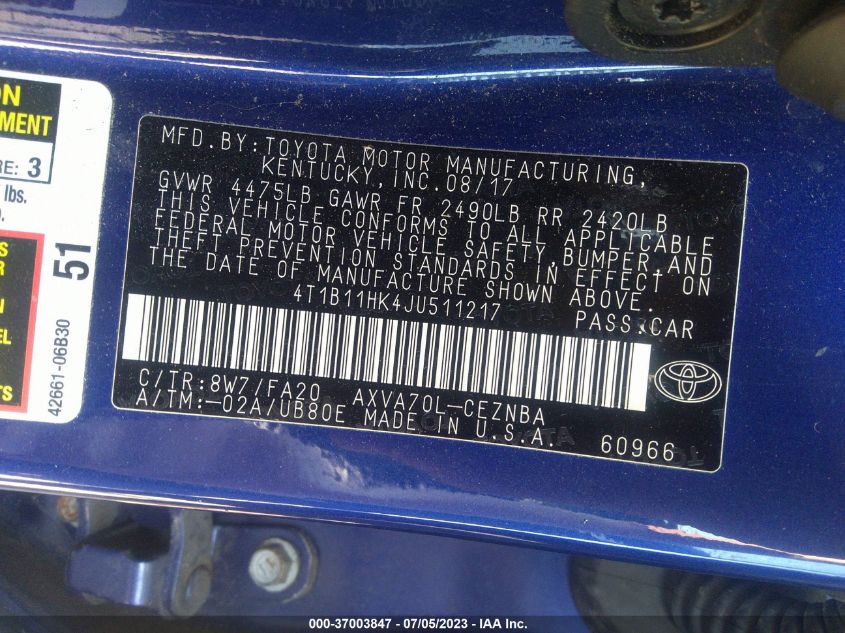 ON
EMENT
RE: 3
lbs.
51
42661-06B30
MFD.BY:TOYOTA MOTOR MANUFACTURING,
KENTUCKY, INC.08/17
GVWR 4475LB GAWR FR 2490LB RR 2420LB
THIS VEHICLE CONFORMS TO ALL APPLICABLE
FEDERAL MOTOR VEHICLE SAFETY, BUMPER, AND
THEFT PREVENTION STANDARDS IN EFFECT ON
THE DATE OF MANUFACTURE SHOWN ABOVE.
4T1B11HK4JU511217 PASS.CAR
C/TR:8W7/FA20 AXVA70L-CEZNBA
A/TM:-02A/UB80E MADE IN U.S.A.
60966
000-37003847 / 07/05/2023 - IAA Inc.